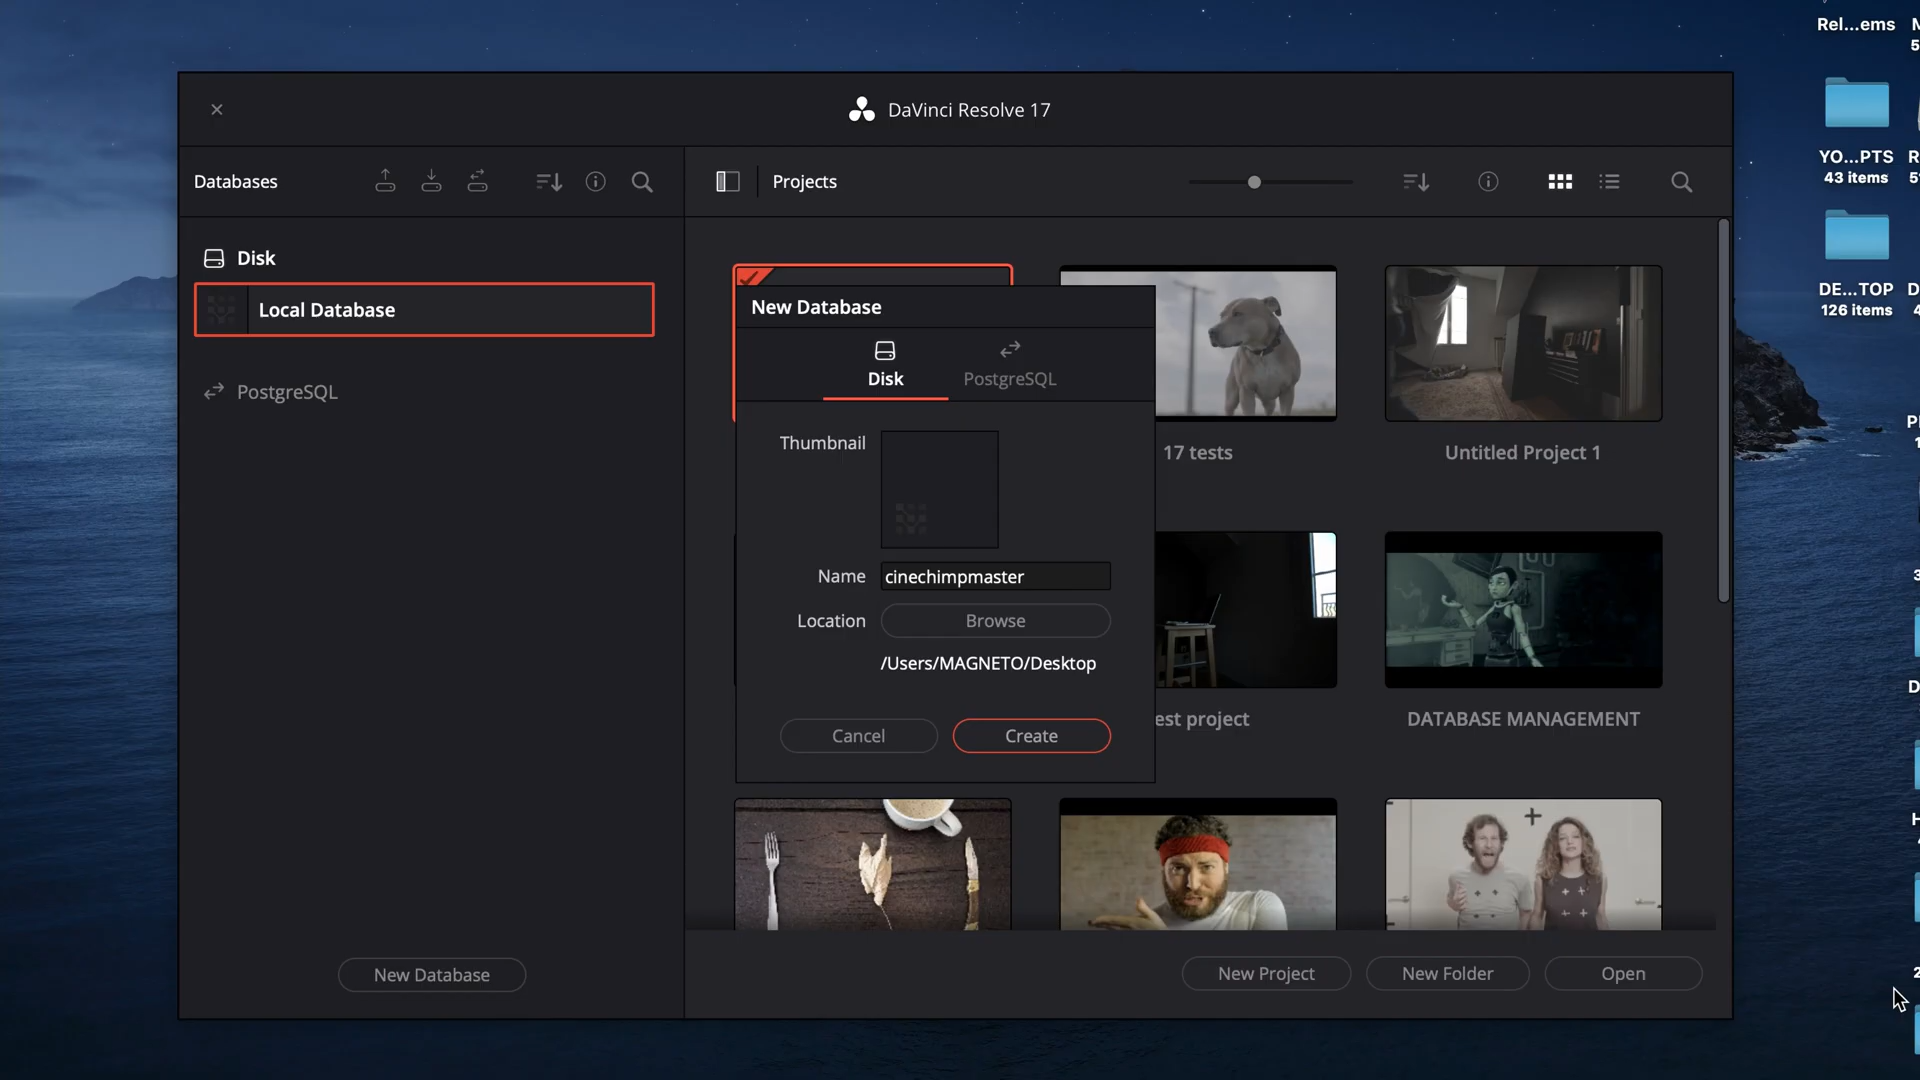 Rel...ems
DaVinci Resolve 17
YO...PTS
43 items
Databases
Projects
Disk
Local Database
DE...TOP
126 items
New Database
Disk
PostgreSQL
PostgreSQL
Thumbnail
17 tests
Untitled Project 1
Name
cinechimpmaster
Location
Browse
/Users/MAGNETO/Desktop
est project
DATABASE MANAGEMENT
Cancel
Create
New Database
New Project
New Folder
Open